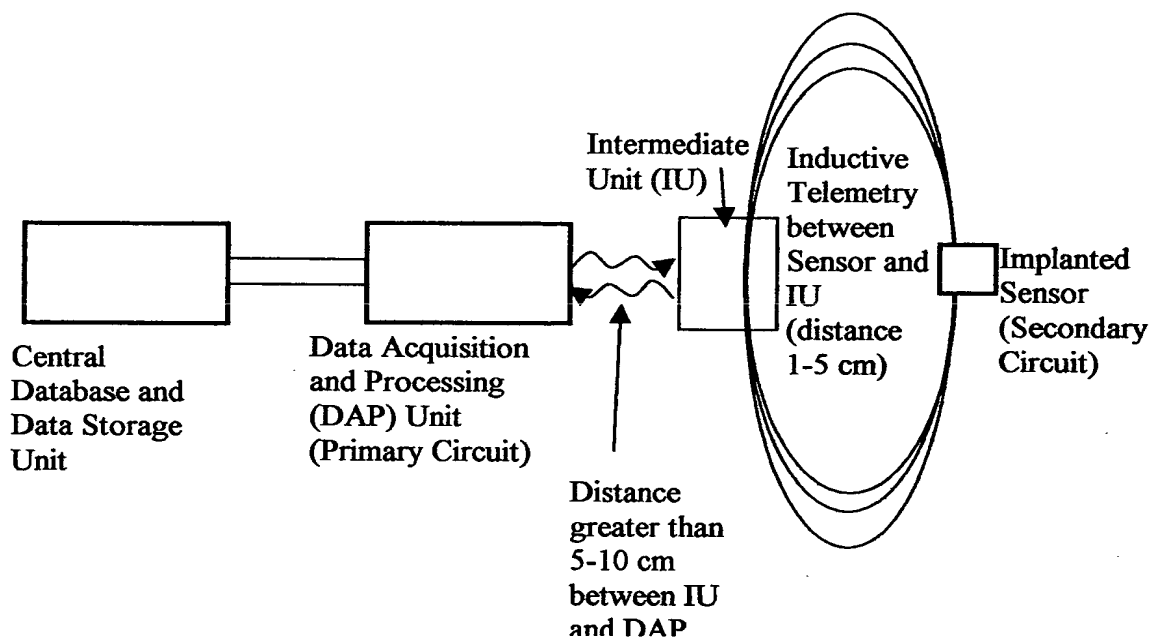 Central
Database and
Data Storage
Unit
Data Acquisition
and Processing
(DAP) Unit
(Primary Circuit)
Distance
greater than
5-10 cm
between IU
and DAP
Intermediate
Unit (IU)
Inductive
Telemetry
between
Sensor and
IU
(distance
1-5 cm)
Implanted
Sensor
(Secondary
Circuit)